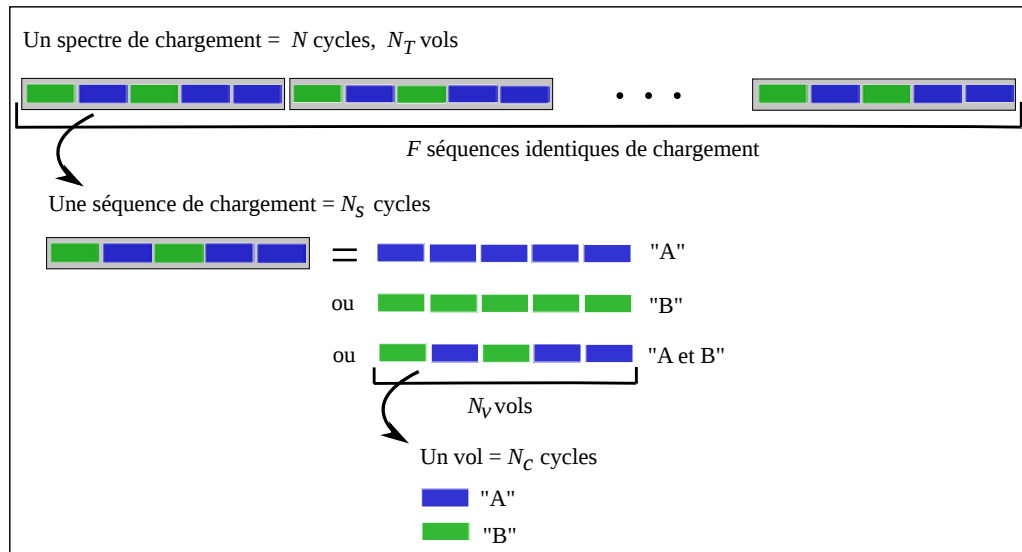 Un spectre de chargement = N cycles, N_T vols
. . .
F séquences identiques de chargement
Une séquence de chargement = N_s cycles
= "A"
ou "B"
ou "A et B"
N_v vols
Un vol = N_c cycles
"A"
"B"